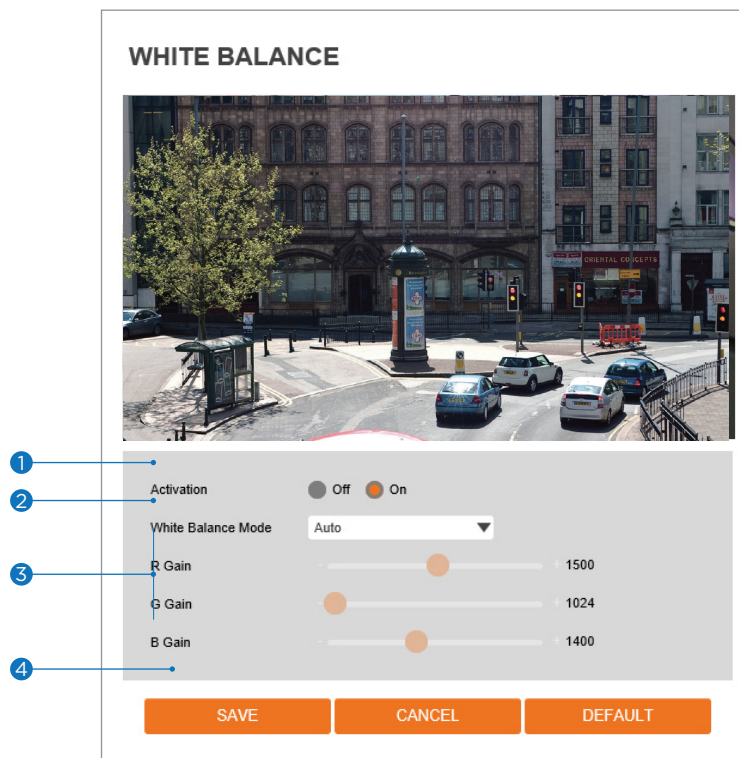 WHITE BALANCE
ORIENTAL CONCEPTS
1
Activation Off On
2
White Balance Mode Auto
3
R Gain - + 1500
G Gain - + 1024
B Gain - + 1400
4
SAVE CANCEL DEFAULT